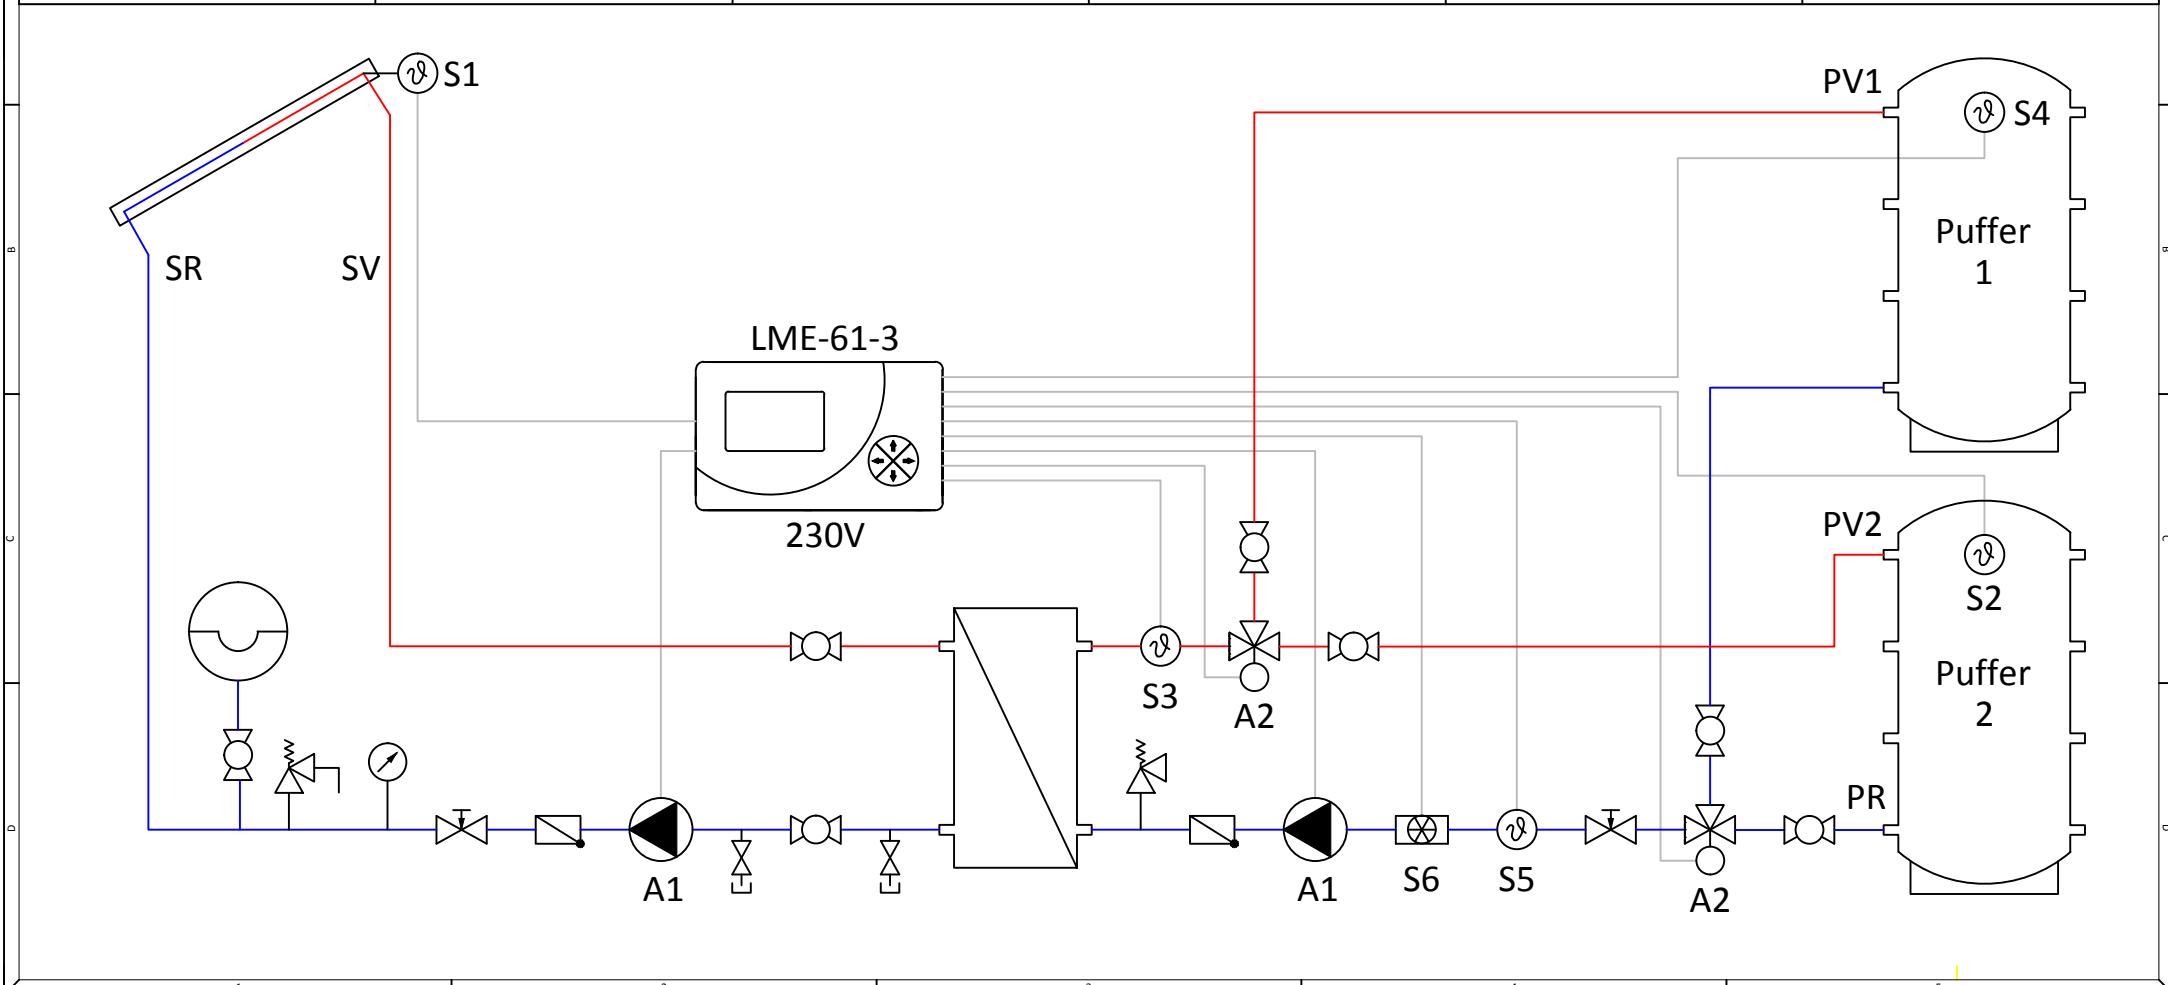 S1
PV1
S4
Puffer
1
SR
SV
LME-61-3
230V
PV2
S2
Puffer
2
S3
A2
PR
A1
A1
S6
S5
A2
B
B
C
C
D
D